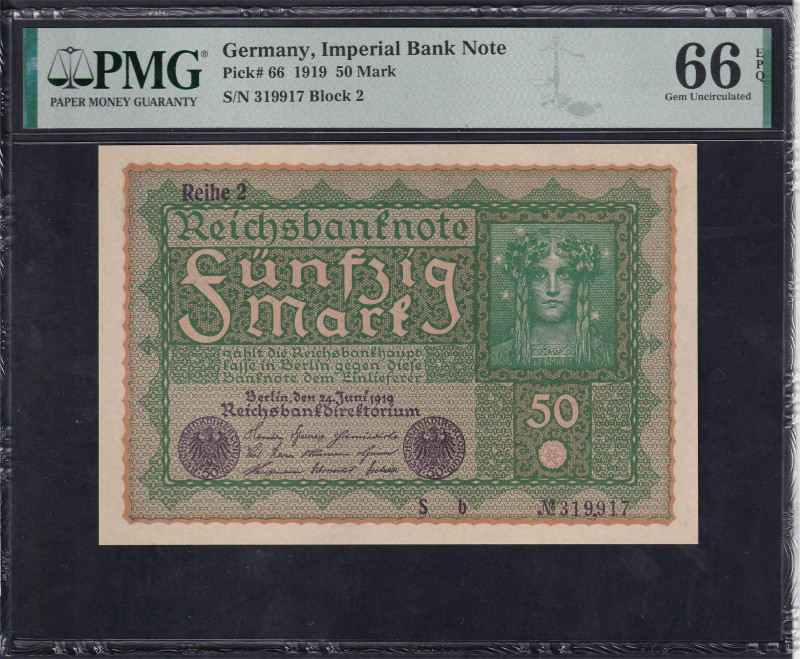 PMG®
PAPER MONEY GUARANTY
Germany, Imperial Bank Note
Pick# 66 1919 50 Mark
S/N 319917 Block 2
66 EPQ
Gem Uncirculated
Reihe 2
Reichsbanknote
Fünfzig
Mark
zahlt die Reichsbankhaupt
kasse in Berlin gegen diese
Banknote dem Einlieferer
Berlin, den 24. Juni 1919
Reichsbankdirektorium
50
S b № 319917